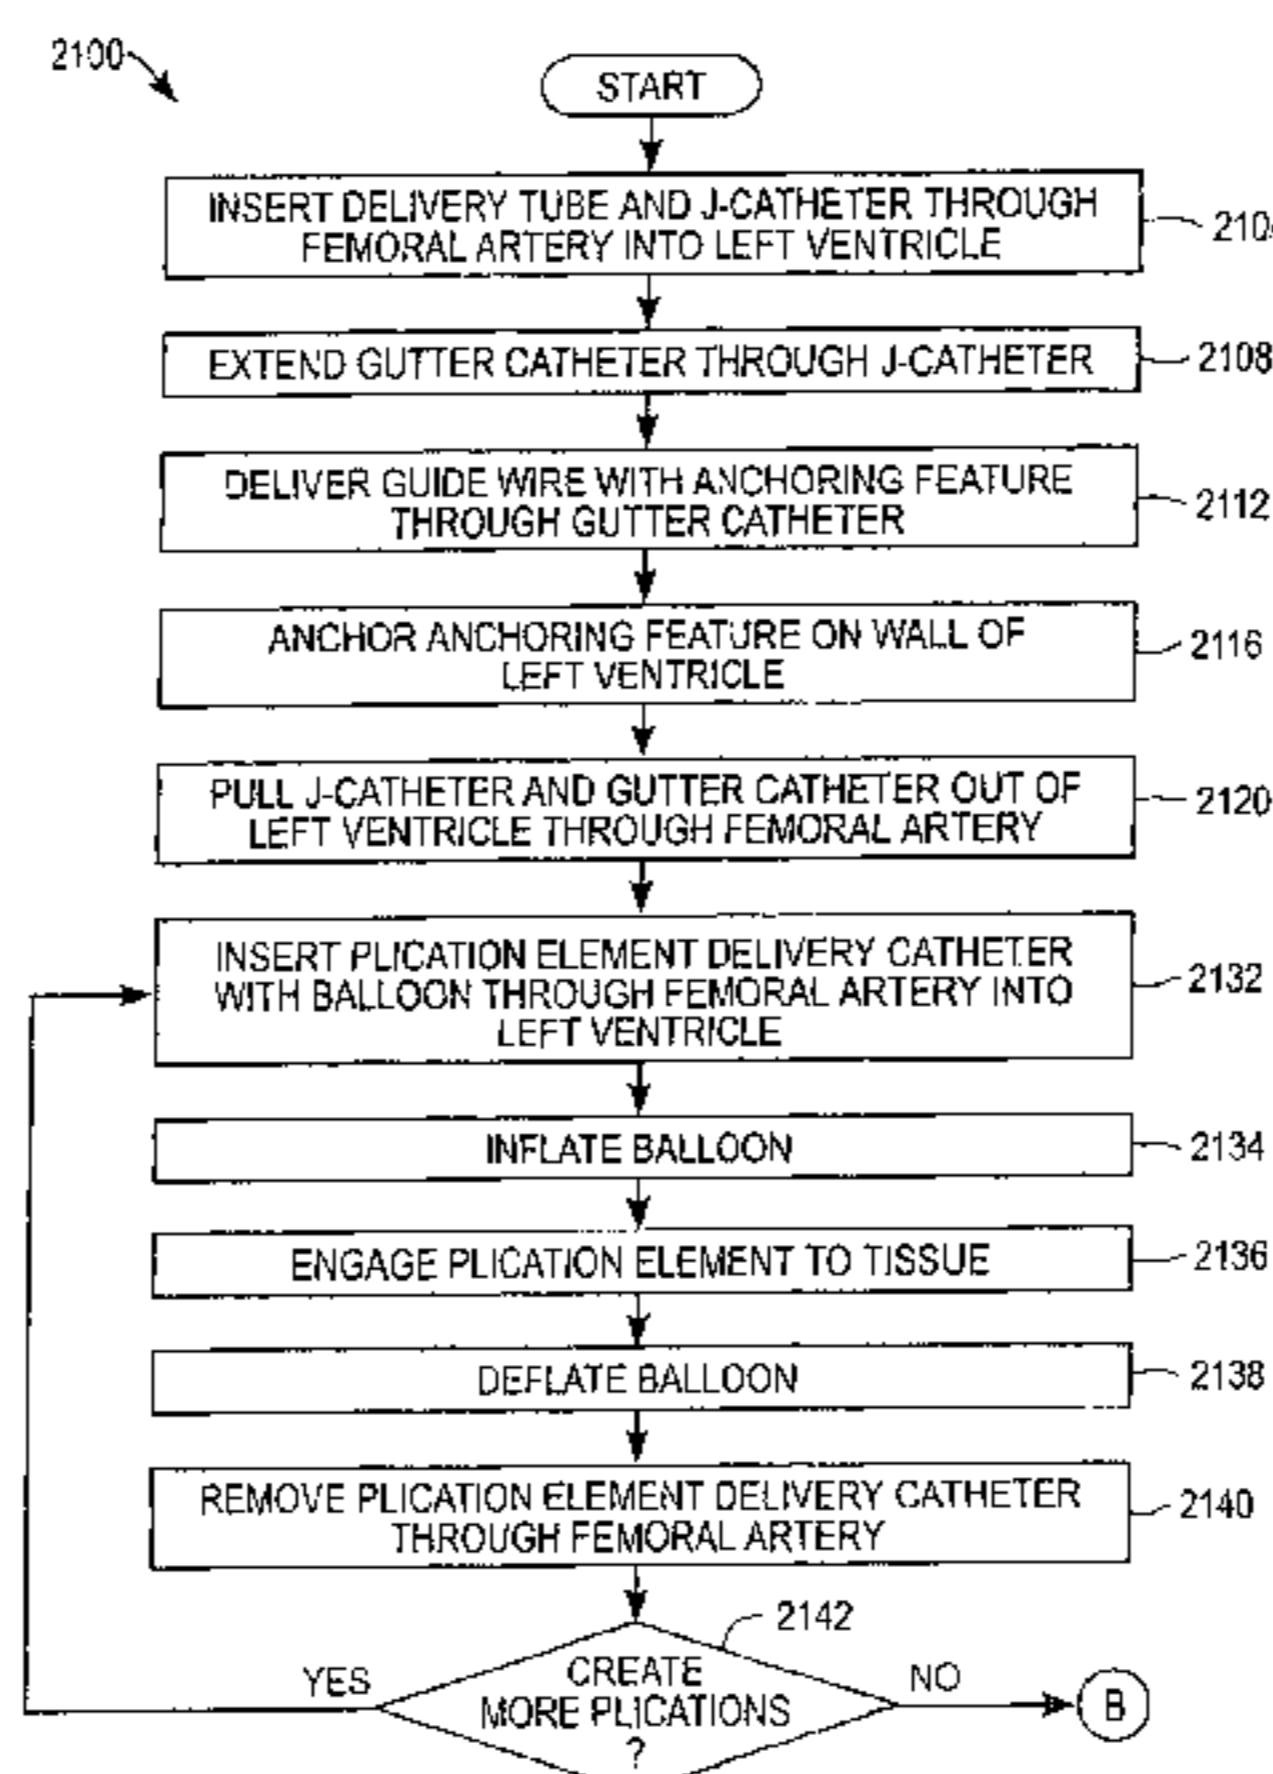 2100
START
INSERT DELIVERY TUBE AND J-CATHETER THROUGH
FEMORAL ARTERY INTO LEFT VENTRICLE
210
EXTEND GUTTER CATHETER THROUGH J-CATHETER
2108
DELIVER GUIDE WIRE WITH ANCHORING FEATURE
THROUGH GUTTER CATHETER
2112
ANCHOR ANCHORING FEATURE ON WALL OF
LEFT VENTRICLE
2116
PULL J-CATHETER AND GUTTER CATHETER OUT OF
LEFT VENTRICLE THROUGH FEMORAL ARTERY
2120
INSERT PLICATION ELEMENT DELIVERY CATHETER
WITH BALLOON THROUGH FEMORAL ARTERY INTO
LEFT VENTRICLE
2132
INFLATE BALLOON
2134
ENGAGE PLICATION ELEMENT TO TISSUE
2136
DEFLATE BALLOON
2138
REMOVE PLICATION ELEMENT DELIVERY CATHETER
THROUGH FEMORAL ARTERY
2140
2142
CREATE
MORE PLICATIONS
?
YES
NO
B